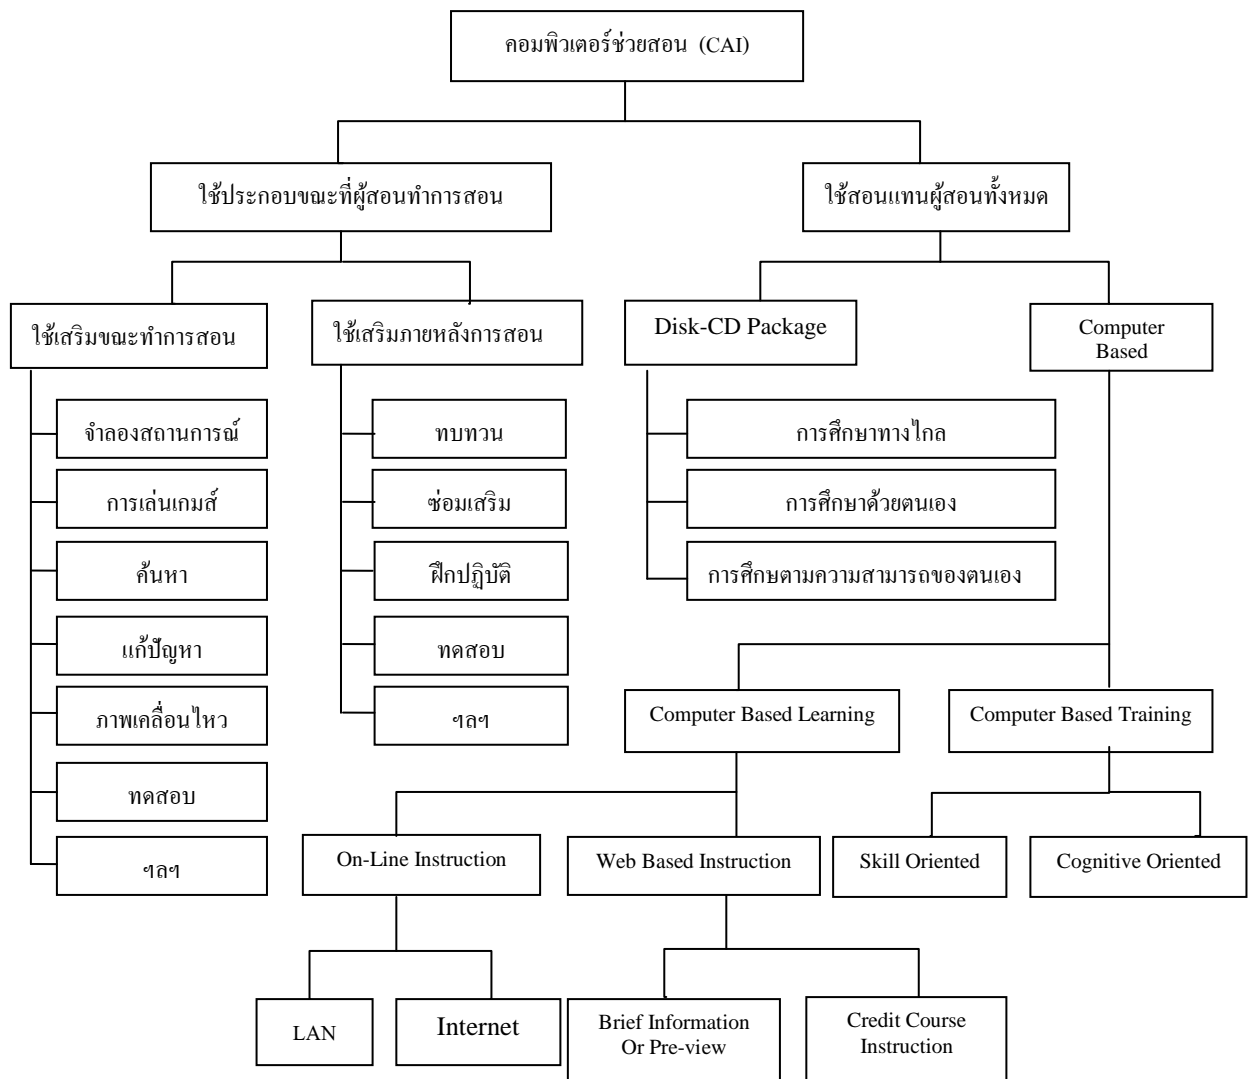 คอมพิวเตอร์ช่วยสอน (CAI)
ใช้ประกอบขณะที่ผู้สอนทำการสอน
ใช้สอนแทนผู้สอนทั้งหมด
ใช้เสริมขณะทำการสอน
ใช้เสริมภายหลังการสอน
Disk-CD Package
Computer
Based
จำลองสถานการณ์
การเล่นเกมส์
ค้นหา
แก้ปัญหา
ภาพเคลื่อนไหว
ทดสอบ
ฯลฯ
ทบทวน
ซ่อมเสริม
ฝึกปฏิบัติ
ทดสอบ
ฯลฯ
การศึกษาทางไกล
การศึกษาด้วยตนเอง
การศึกษตามความสามารถของตนเอง
Computer Based Learning
Computer Based Training
On-Line Instruction
Web Based Instruction
Skill Oriented
Cognitive Oriented
LAN
Internet
Brief Information
Or Pre-view
Credit Course
Instruction